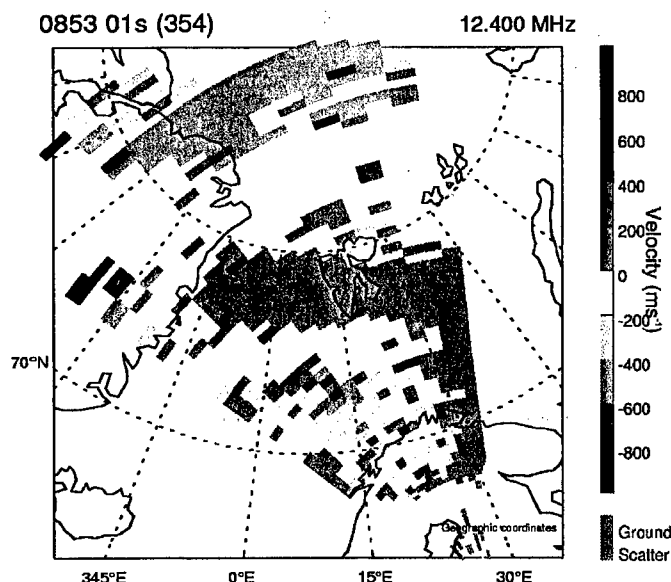 0853 01s (354)
12.400 MHz
800
600
400
200
0
-200
-400
-600
-800
Velocity (ms⁻¹)
70°N
Geographic coordinates
Ground
Scatter
345°E
0°E
15°E
30°E